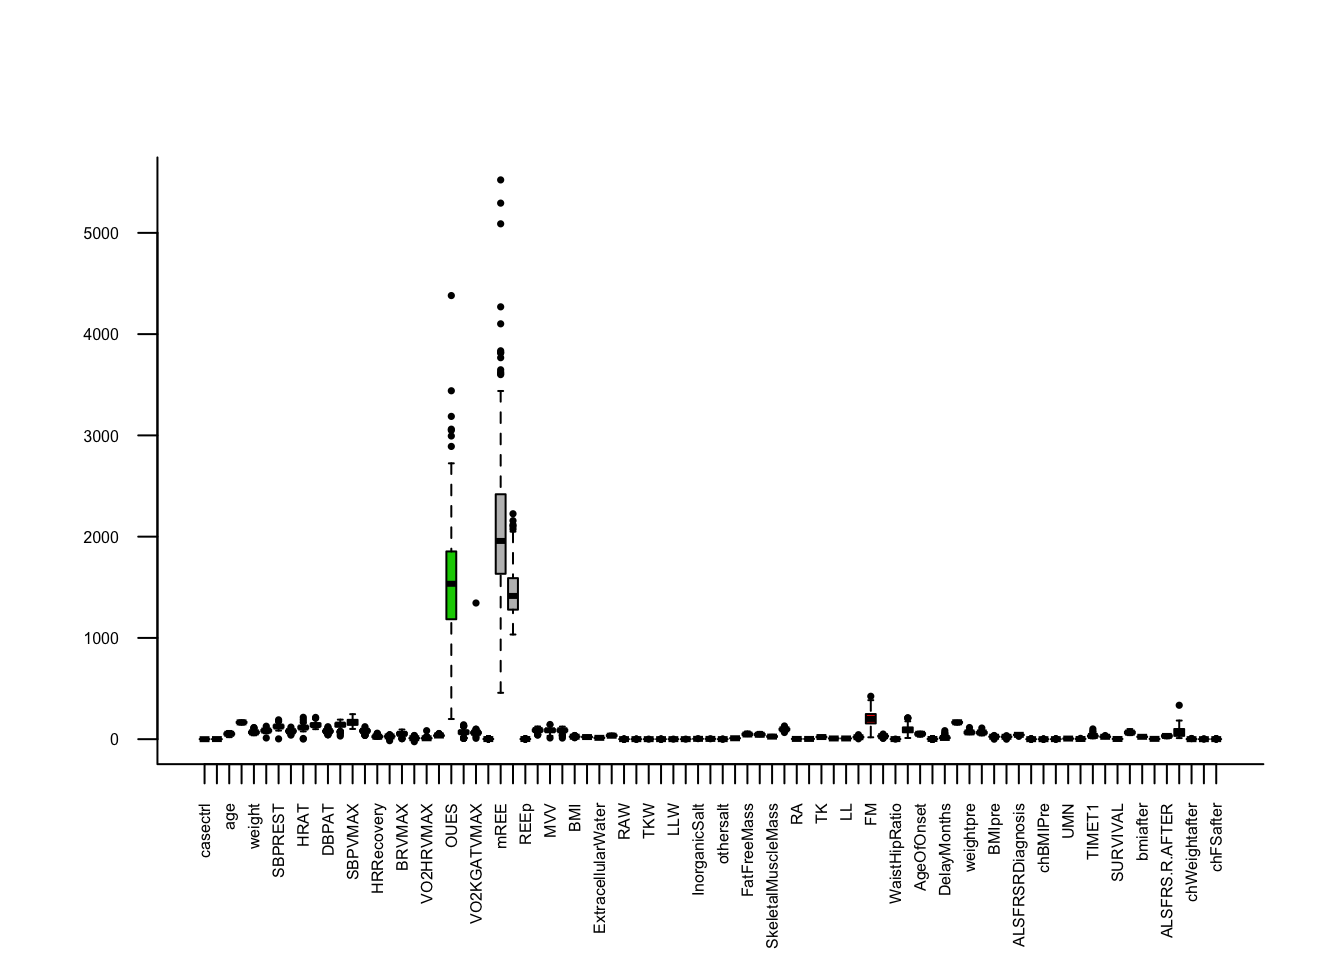 5000
4000
3000
2000
1000
0
casectrl
age
weight
SBPREST
HRAT
DBPAT
SBPVMAX
HRRecovery
BRVMAX
VO2HRVMAX
OUES
VO2KGATVMAX
mREE
REEp
MVV
BMI
ExtracellularWater
RAW
TKW
LLW
InorganicSalt
othersalt
FatFreeMass
SkeletalMuscleMass
RA
TK
LL
FM
WaistHipRatio
AgeOfOnset
DelayMonths
weightpre
BMIpre
ALSFRSRDiagnosis
chBMIPre
UMN
TIMET1
SURVIVAL
bmiafter
ALSFRS.R.AFTER
chWeightafter
chFSafter